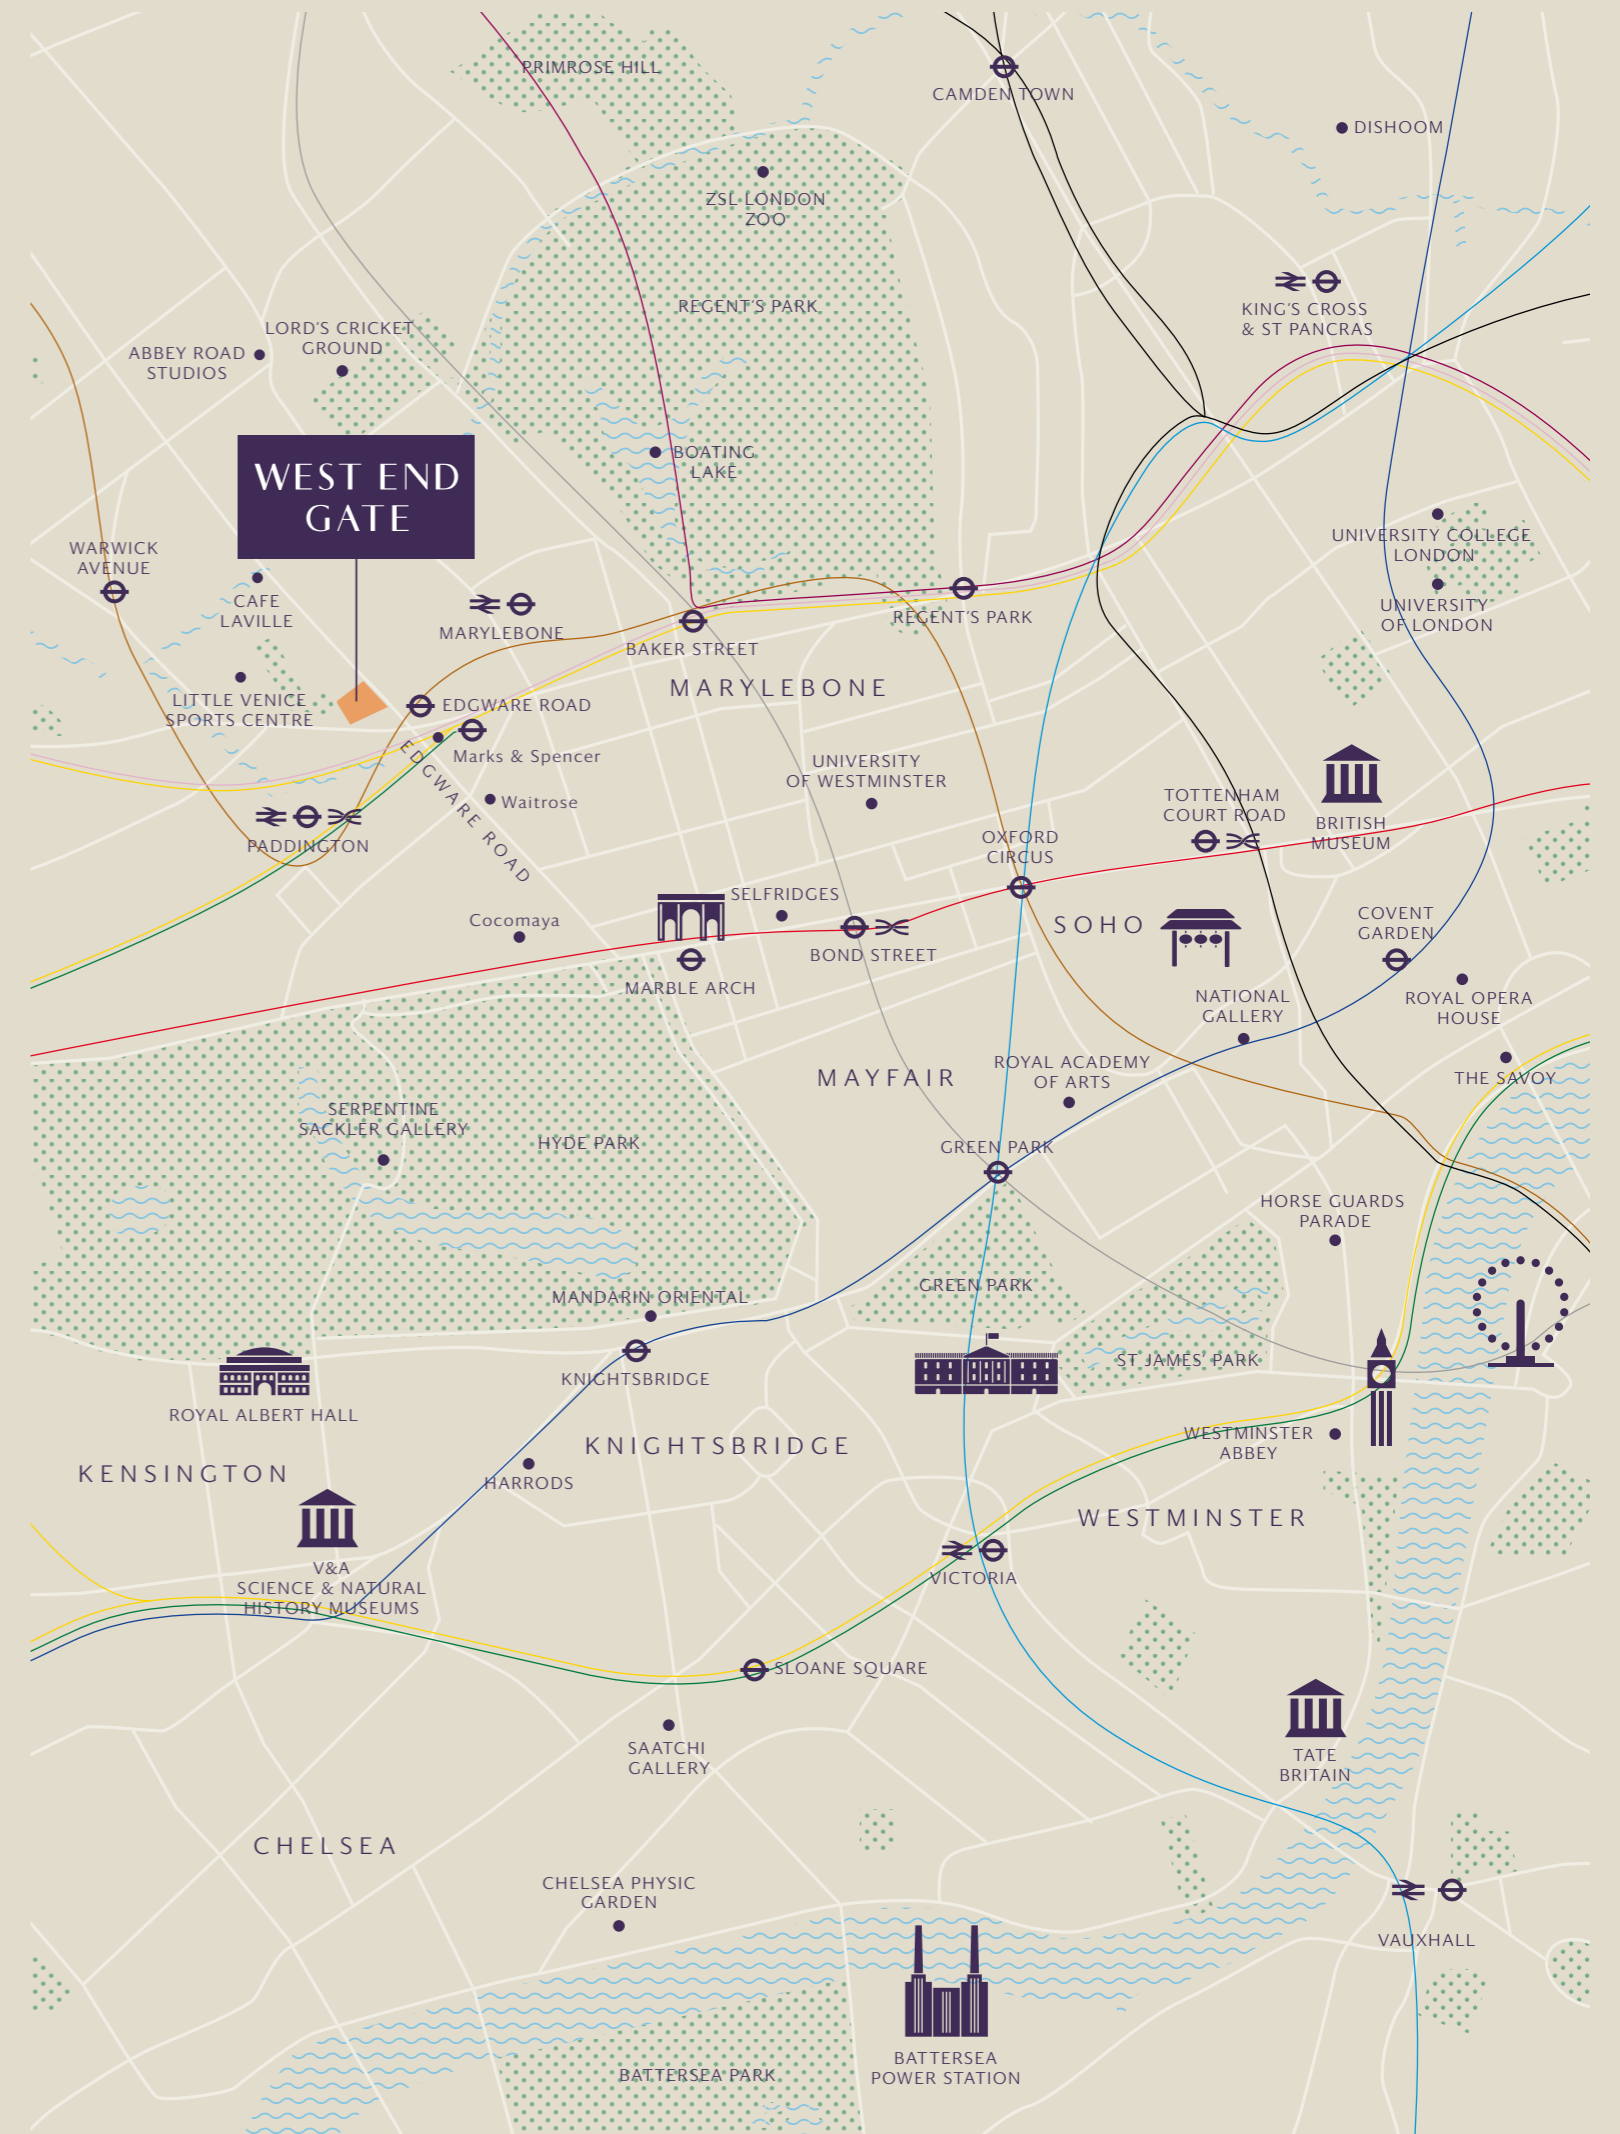 PRIMROSE HILL
CAMDEN TOWN
DISHOOM
ZSL LONDON
ZOO
REGENT'S PARK
KING'S CROSS
& ST PANCRAS
LORD'S CRICKET
GROUND
ABBEY ROAD
STUDIOS
BOATING
LAKE
WEST END
GATE
WARWICK
AVENUE
CAFE
LAVILLE
MARYLEBONE
BAKER STREET
REGENT'S PARK
UNIVERSITY COLLEGE
LONDON
UNIVERSITY
OF LONDON
LITTLE VENICE
SPORTS CENTRE
EDGWARE ROAD
MARYLEBONE
Marks & Spencer
EDGWARE ROAD
Waitrose
UNIVERSITY
OF WESTMINSTER
TOTTENHAM
COURT ROAD
BRITISH
MUSEUM
PADDINGTON
OXFORD
CIRCUS
SELFRIDGES
Cocomaya
BOND STREET
SOHO
COVENT
GARDEN
MARBLE ARCH
NATIONAL
GALLERY
ROYAL OPERA
HOUSE
MAYFAIR
ROYAL ACADEMY
OF ARTS
THE SAVOY
SERPENTINE
SACKLER GALLERY
HYDE PARK
GREEN PARK
HORSE GUARDS
PARADE
MANDARIN ORIENTAL
GREEN PARK
KNIGHTSBRIDGE
ST JAMES' PARK
ROYAL ALBERT HALL
KNIGHTSBRIDGE
WESTMINSTER
ABBEY
KENSINGTON
HARRODS
WESTMINSTER
V&A
SCIENCE & NATURAL
HISTORY MUSEUMS
VICTORIA
SLOANE SQUARE
SAATCHI
GALLERY
TATE
BRITAIN
CHELSEA
CHELSEA PHYSIC
GARDEN
VAUXHALL
BATTERSEA PARK
BATTERSEA
POWER STATION